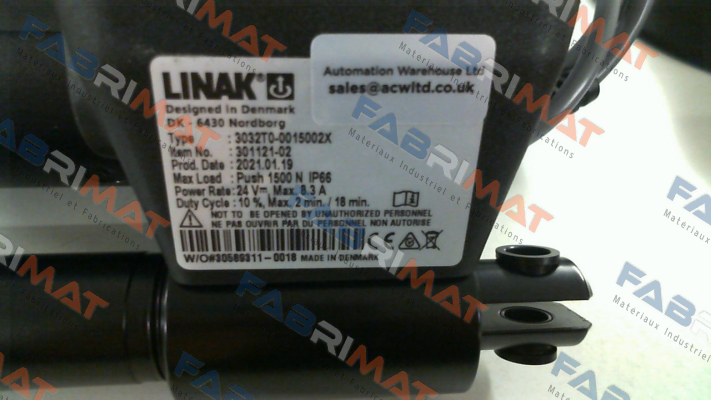 LINAK®
Designed in Denmark
DK - 6430 Nordborg
Type : 3032T0-0015002X
Item No. : 301121-02
Prod. Date : 2021.01.19
Max Load : Push 1500 N IP66
Power Rate : 24 V Max. 8.3 A
Duty Cycle : 10 %, Max. 2 min. / 18 min.
NOT TO BE OPENED BY UNAUTHORIZED PERSONNEL
NE PAS OUVRIR PAR DU PERSONNEL NON AUTORISE
W/O#30589311-0018 MADE IN DENMARK
Automation Warehouse Ltd
sales@acwltd.co.uk
FABRIMAT
Matériaux Industriel et Fabrications